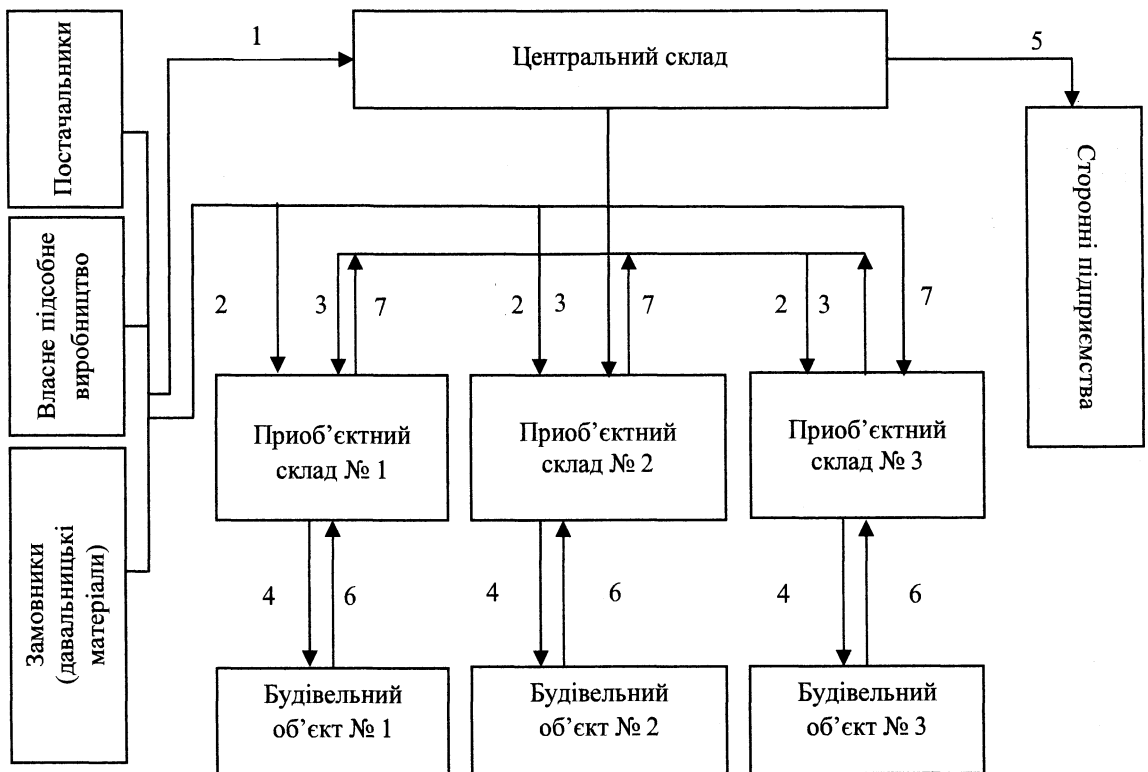 1
Центральний склад
5
Постачальники
Власне підсобне
виробництво
Замовники
(давальницькі
матеріали)
Сторонні підприємства
2
3
7
2
3
7
2
3
7
Приоб’єктний
склад № 1
Приоб’єктний
склад № 2
Приоб’єктний
склад № 3
4
6
4
6
4
6
Будівельний
об’єкт № 1
Будівельний
об’єкт № 2
Будівельний
об’єкт № 3